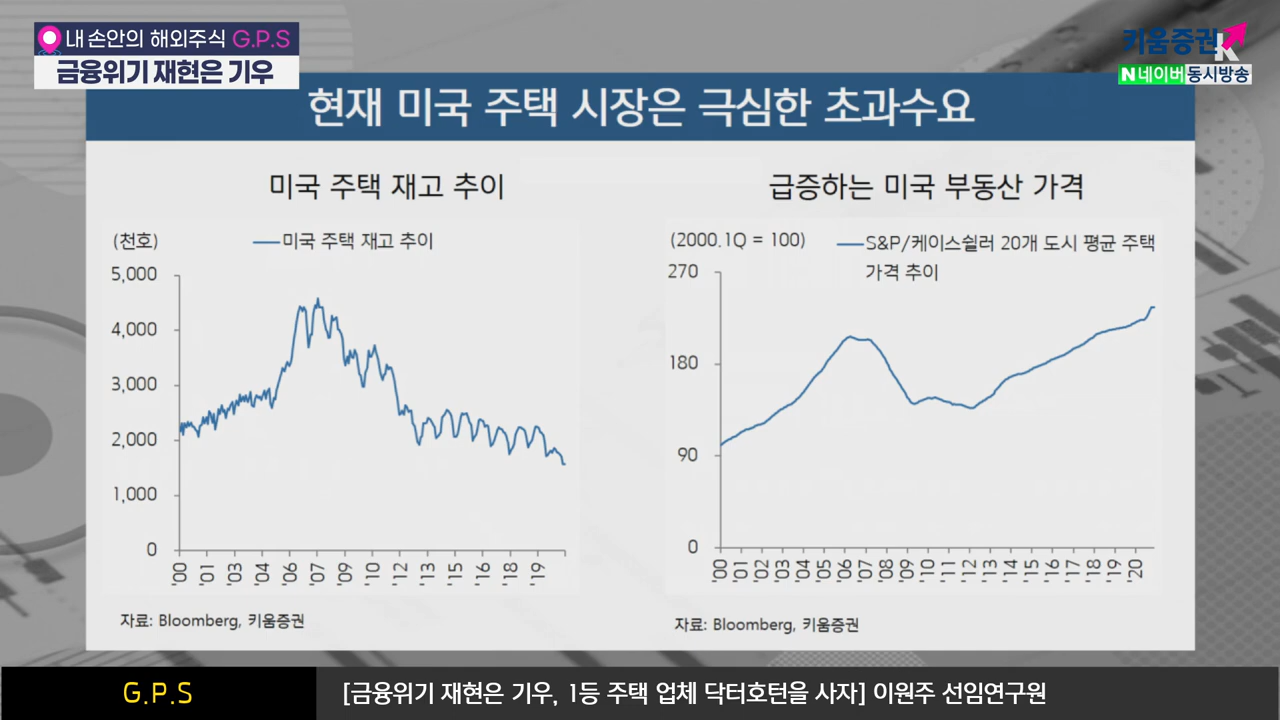 내 손안의 해외주식 G.P.S
금융위기 재현은 기우
키움증권
N 네이버 동시방송
현재 미국 주택 시장은 극심한 초과수요
미국 주택 재고 추이
(천호)
미국 주택 재고 추이
5,000
4,000
3,000
2,000
1,000
0
'00 '01 '03 '04 '06 '07 '09 '10 '12 '13 '15 '16 '18 '19
자료: Bloomberg, 키움증권
급증하는 미국 부동산 가격
(2000.1Q = 100)
S&P/케이스쉴러 20개 도시 평균 주택
가격 추이
270
180
90
0
'00 '01 '02 '03 '04 '05 '06 '07 '08 '09 '10 '11 '12 '13 '14 '15 '16 '17 '18 '19 '20
자료: Bloomberg, 키움증권
G.P.S
[금융위기 재현은 기우, 1등 주택 업체 닥터호턴을 사자] 이원주 선임연구원